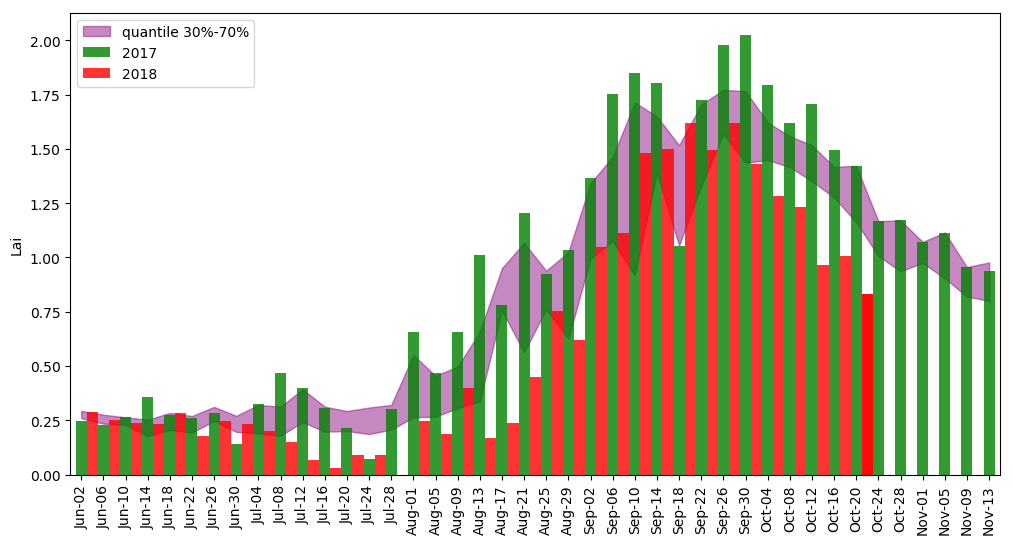 quantile 30%-70%
2017
2018
Lai
2.00
1.75
1.50
1.25
1.00
0.75
0.50
0.25
0.00
Jun-02
Jun-06
Jun-10
Jun-14
Jun-18
Jun-22
Jun-26
Jun-30
Jul-04
Jul-08
Jul-12
Jul-16
Jul-20
Jul-24
Jul-28
Aug-01
Aug-05
Aug-09
Aug-13
Aug-17
Aug-21
Aug-25
Aug-29
Sep-02
Sep-06
Sep-10
Sep-14
Sep-18
Sep-22
Sep-26
Sep-30
Oct-04
Oct-08
Oct-12
Oct-16
Oct-20
Oct-24
Oct-28
Nov-01
Nov-05
Nov-09
Nov-13